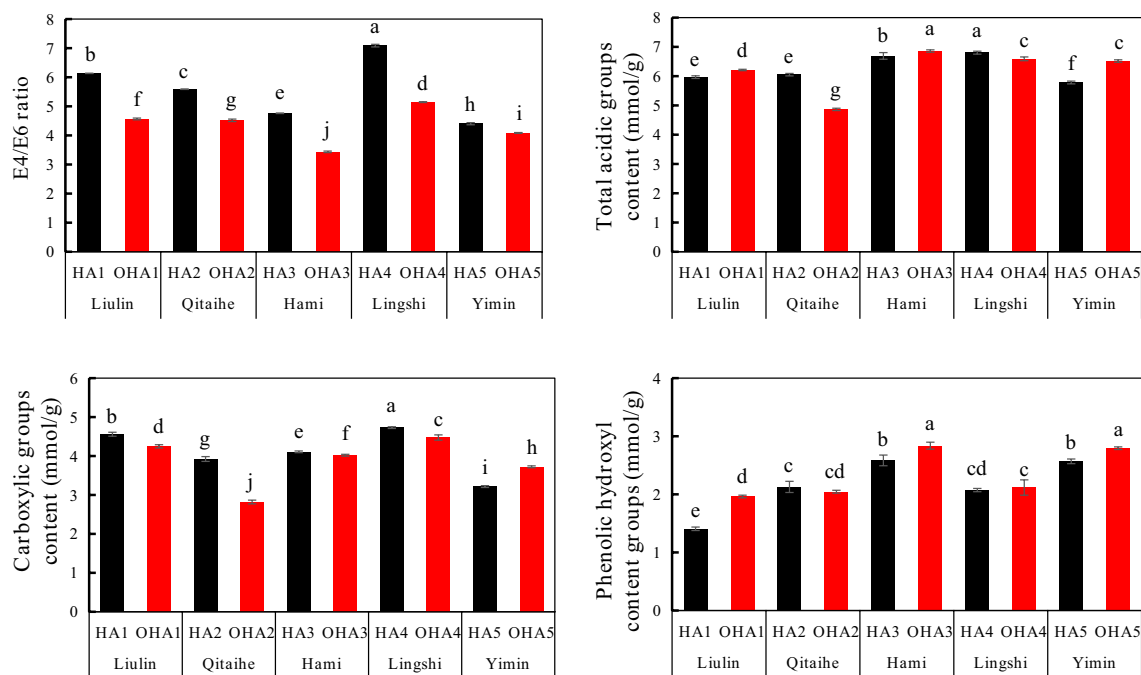 E4/E6 ratio
8
7
6
5
4
3
2
1
0
b
f
c
g
e
j
a
d
h
i
HA1 OHA1 HA2 OHA2 HA3 OHA3 HA4 OHA4 HA5 OHA5
Liulin Qitaihe Hami Lingshi Yimin
Total acidic groups
content (mmol/g)
8
7
6
5
4
3
2
1
0
e
d
e
g
b
a
a
c
f
c
HA1 OHA1 HA2 OHA2 HA3 OHA3 HA4 OHA4 HA5 OHA5
Liulin Qitaihe Hami Lingshi Yimin
Carboxylic groups
content (mmol/g)
6
5
4
3
2
1
0
b
d
g
j
e
f
a
c
i
h
HA1 OHA1 HA2 OHA2 HA3 OHA3 HA4 OHA4 HA5 OHA5
Liulin Qitaihe Hami Lingshi Yimin
Phenolic hydroxyl
content groups (mmol/g)
4
3
2
1
0
e
d
c
cd
b
a
cd
c
b
a
HA1 OHA1 HA2 OHA2 HA3 OHA3 HA4 OHA4 HA5 OHA5
Liulin Qitaihe Hami Lingshi Yimin